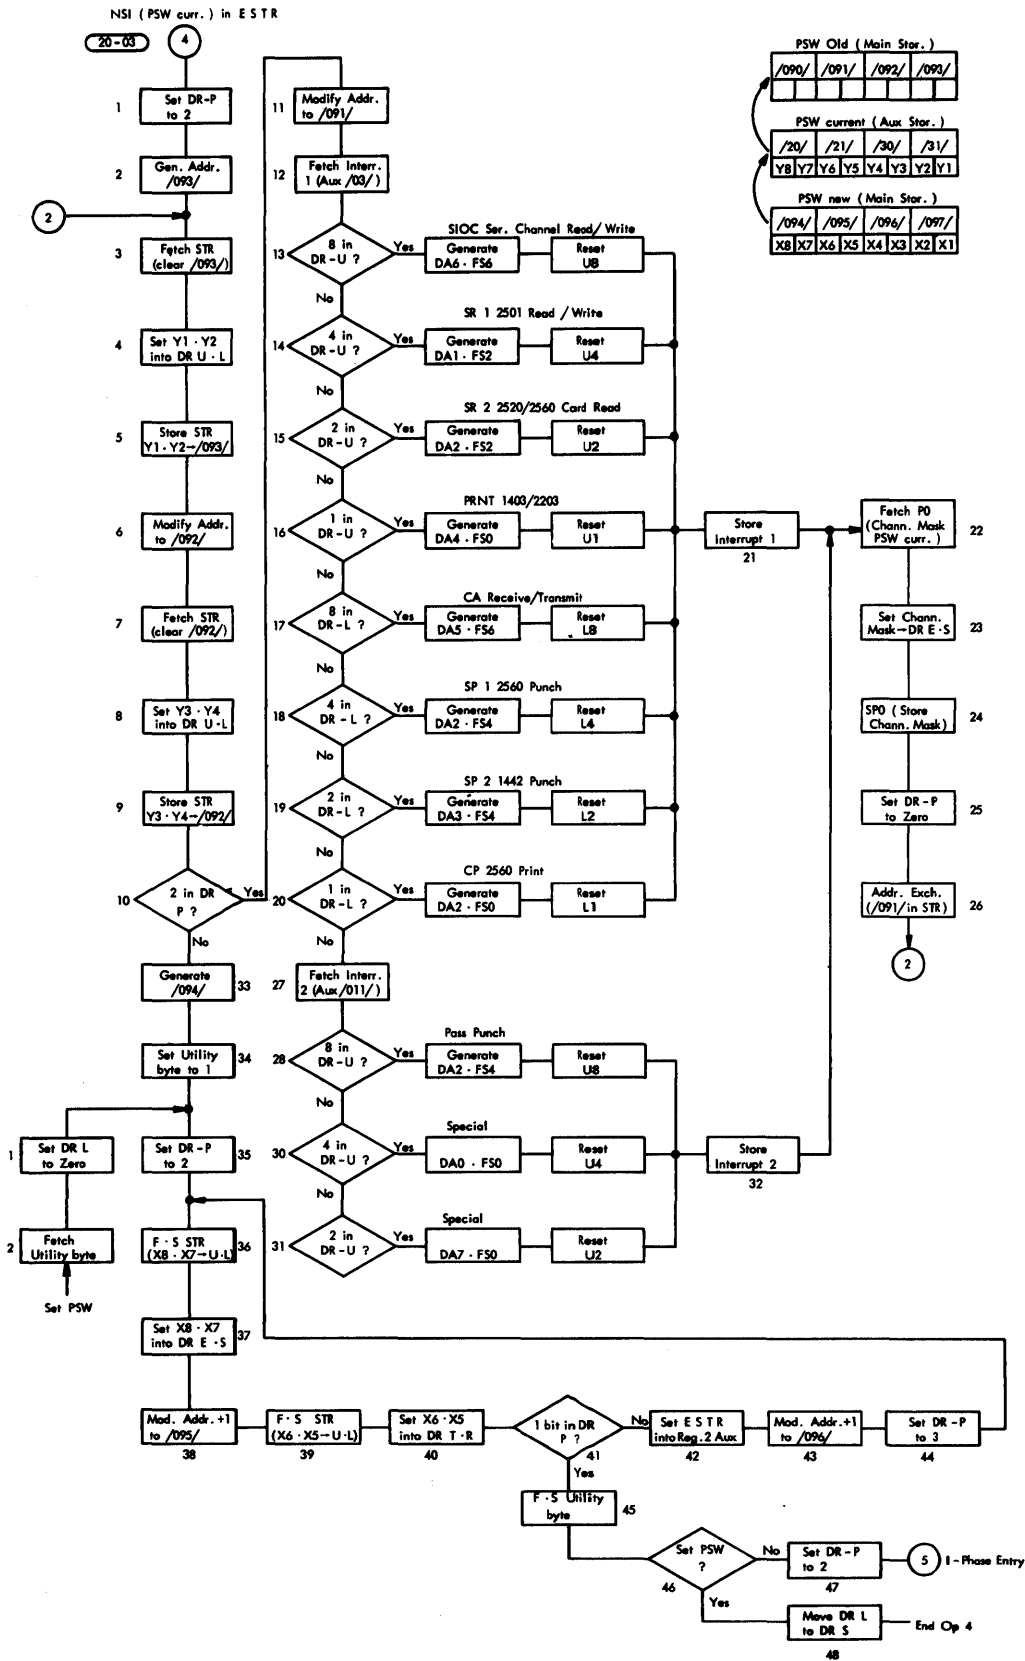 NSI ( PSW curr. ) in E S T R
20-03
4
1
Set DR-P
to 2
2
Gen. Addr.
/093/
2
3
Fetch STR
(clear /093/)
4
Set Y1 · Y2
into DR U · L
5
Store STR
Y1 · Y2→/093/
6
Modify Addr.
to /092/
7
Fetch STR
(clear /092/)
8
Set Y3 · Y4
into DR U · L
9
Store STR
Y3 · Y4→/092/
10
2 in DR
P ?
Yes
No
Generate
/094/
33
Set Utility
byte to 1
34
1
Set DR L
to Zero
Set DR-P
to 2
35
2
Fetch
Utility byte
Set PSW
F · S STR
(X8 · X7→U·L)
36
Set X8 · X7
into DR E · S
37
11
Modify Addr.
to /091/
12
Fetch Interr.
1 (Aux /03/ )
13
8 in
DR-U ?
Yes
No
SIOC Ser. Channel Read/ Write
Generate
DA6 · FS6
Reset
U8
14
4 in
DR-U ?
Yes
No
SR 1 2501 Read / Write
Generate
DA1 · FS2
Reset
U4
15
2 in
DR-U ?
Yes
No
SR 2 2520/2560 Card Read
Generate
DA2 · FS2
Reset
U2
16
1 in
DR-U ?
Yes
No
PRNT 1403/2203
Generate
DA4 · FS0
Reset
U1
17
8 in
DR-L ?
Yes
No
CA Receive/Transmit
Generate
DA5 · FS6
Reset
L8
18
4 in
DR-L ?
Yes
No
SP 1 2560 Punch
Generate
DA2 · FS4
Reset
L4
19
2 in
DR-L ?
Yes
No
SP 2 1442 Punch
Generate
DA3 · FS4
Reset
L2
20
1 in
DR-L ?
Yes
No
CP 2560 Print
Generate
DA2 · FS0
Reset
L1
Store
Interrupt 1
21
27
Fetch Interr.
2 (Aux/011/ )
28
8 in
DR-U ?
Yes
No
Pass Punch
Generate
DA2 · FS4
Reset
U8
30
4 in
DR-U ?
Yes
No
Special
DA0 · FS0
Reset
U4
31
2 in
DR-U ?
Yes
Special
DA7 · FS0
Reset
U2
Store
Interrupt 2
32
PSW Old ( Main Stor. )
/090/ /091/ /092/ /093/
PSW current ( Aux Stor. )
/20/ /21/ /30/ /31/
Y8 Y7 Y6 Y5 Y4 Y3 Y2 Y1
PSW new ( Main Stor. )
/094/ /095/ /096/ /097/
X8 X7 X6 X5 X4 X3 X2 X1
Fetch P0
(Chann. Mask
PSW curr. )
22
Set Chann.
Mask→DR E·S
23
SP0 ( Store
Chann. Mask)
24
Set DR-P
to Zero
25
Addr. Exch.
(/091/in STR)
26
2
Mod. Addr.+1
to /095/
38
F · S STR
(X6 · X5→U·L)
39
Set X6 · X5
into DR T · R
40
1 bit in DR
P ?
41
No
Yes
Set E S T R
into Reg.2 Aux
42
Mod. Addr.+1
to /096/
43
Set DR-P
to 3
44
F · S Utility
byte
45
Set PSW
?
46
No
Yes
Set DR-P
to 2
47
5
I-Phase Entry
Move DR L
to DR S
48
End Op 4